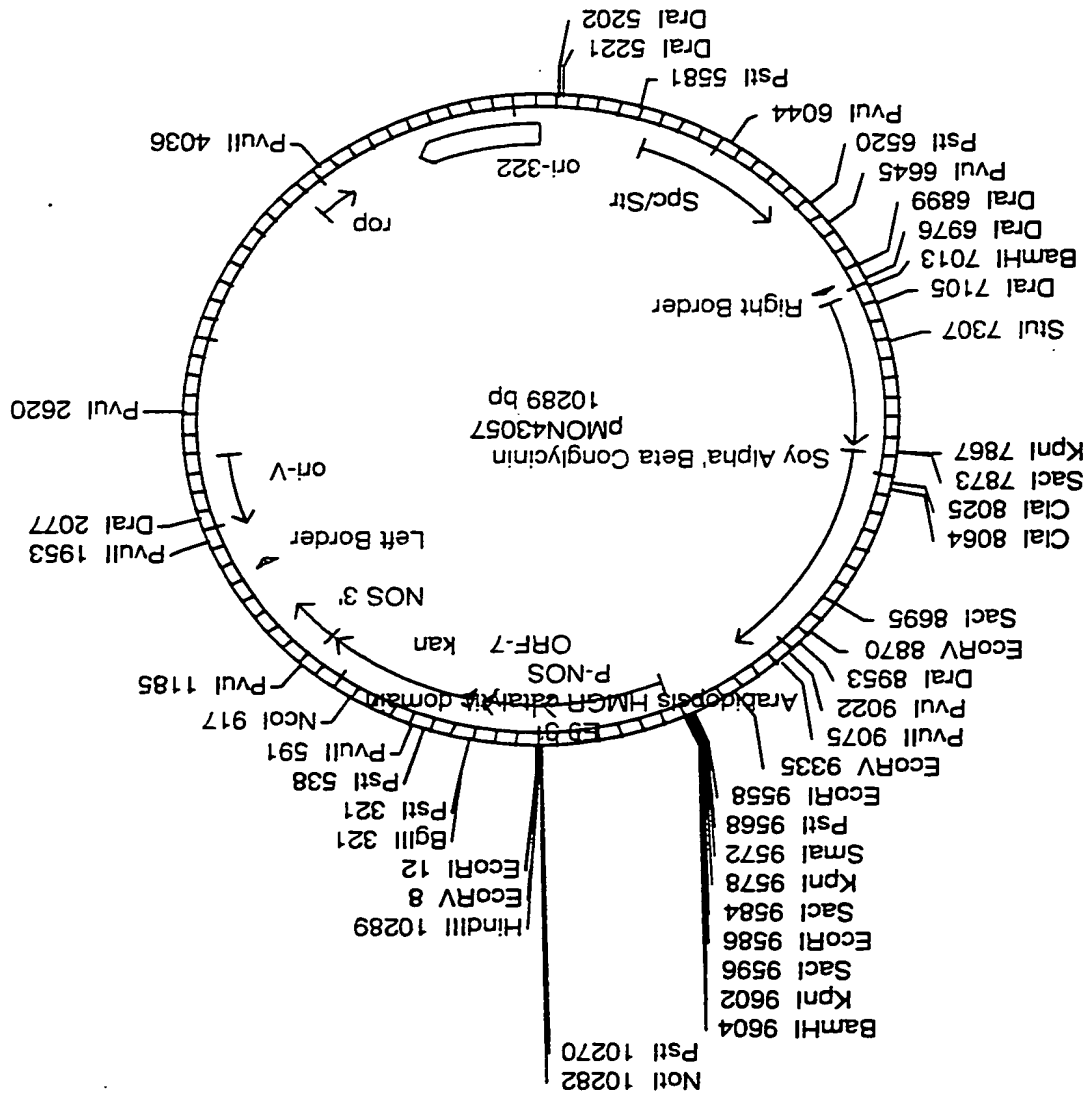 NotI 10282
PstI 10270
BamHI 9604
KpnI 9602
SacI 9596
EcoRI 9586
SacI 9584
KpnI 9578
SmaI 9572
PstI 9568
EcoRI 9558
EcoRV 9335
PvuII 9075
PvuI 9022
DraI 8953
EcoRV 8870
SacI 8695
ClaI 8064
ClaI 8025
SacI 7873
KpnI 7867
StuI 7307
DraI 7105
BamHI 7013
DraI 6976
DraI 6899
PvuI 6645
PstI 6520
PvuI 6044
PstI 5581
DraI 5221
DraI 5202
HindIII 10289
EcoRV 8
EcoRI 12
BglII 321
PstI 321
PstI 538
PvuII 591
NcoI 917
PvuI 1185
PvuII 1953
DraI 2077
PvuI 2620
PvuII 4036
E9 3'
Arabidopsis HMGR catalytic domain
P-NOS
ORF-7
kan
NOS 3'
Left Border
ori-V
Soy Alpha' Beta Conglycinin
pMON43057
10289 bp
Right Border
rop
Spc/Str
ori-322